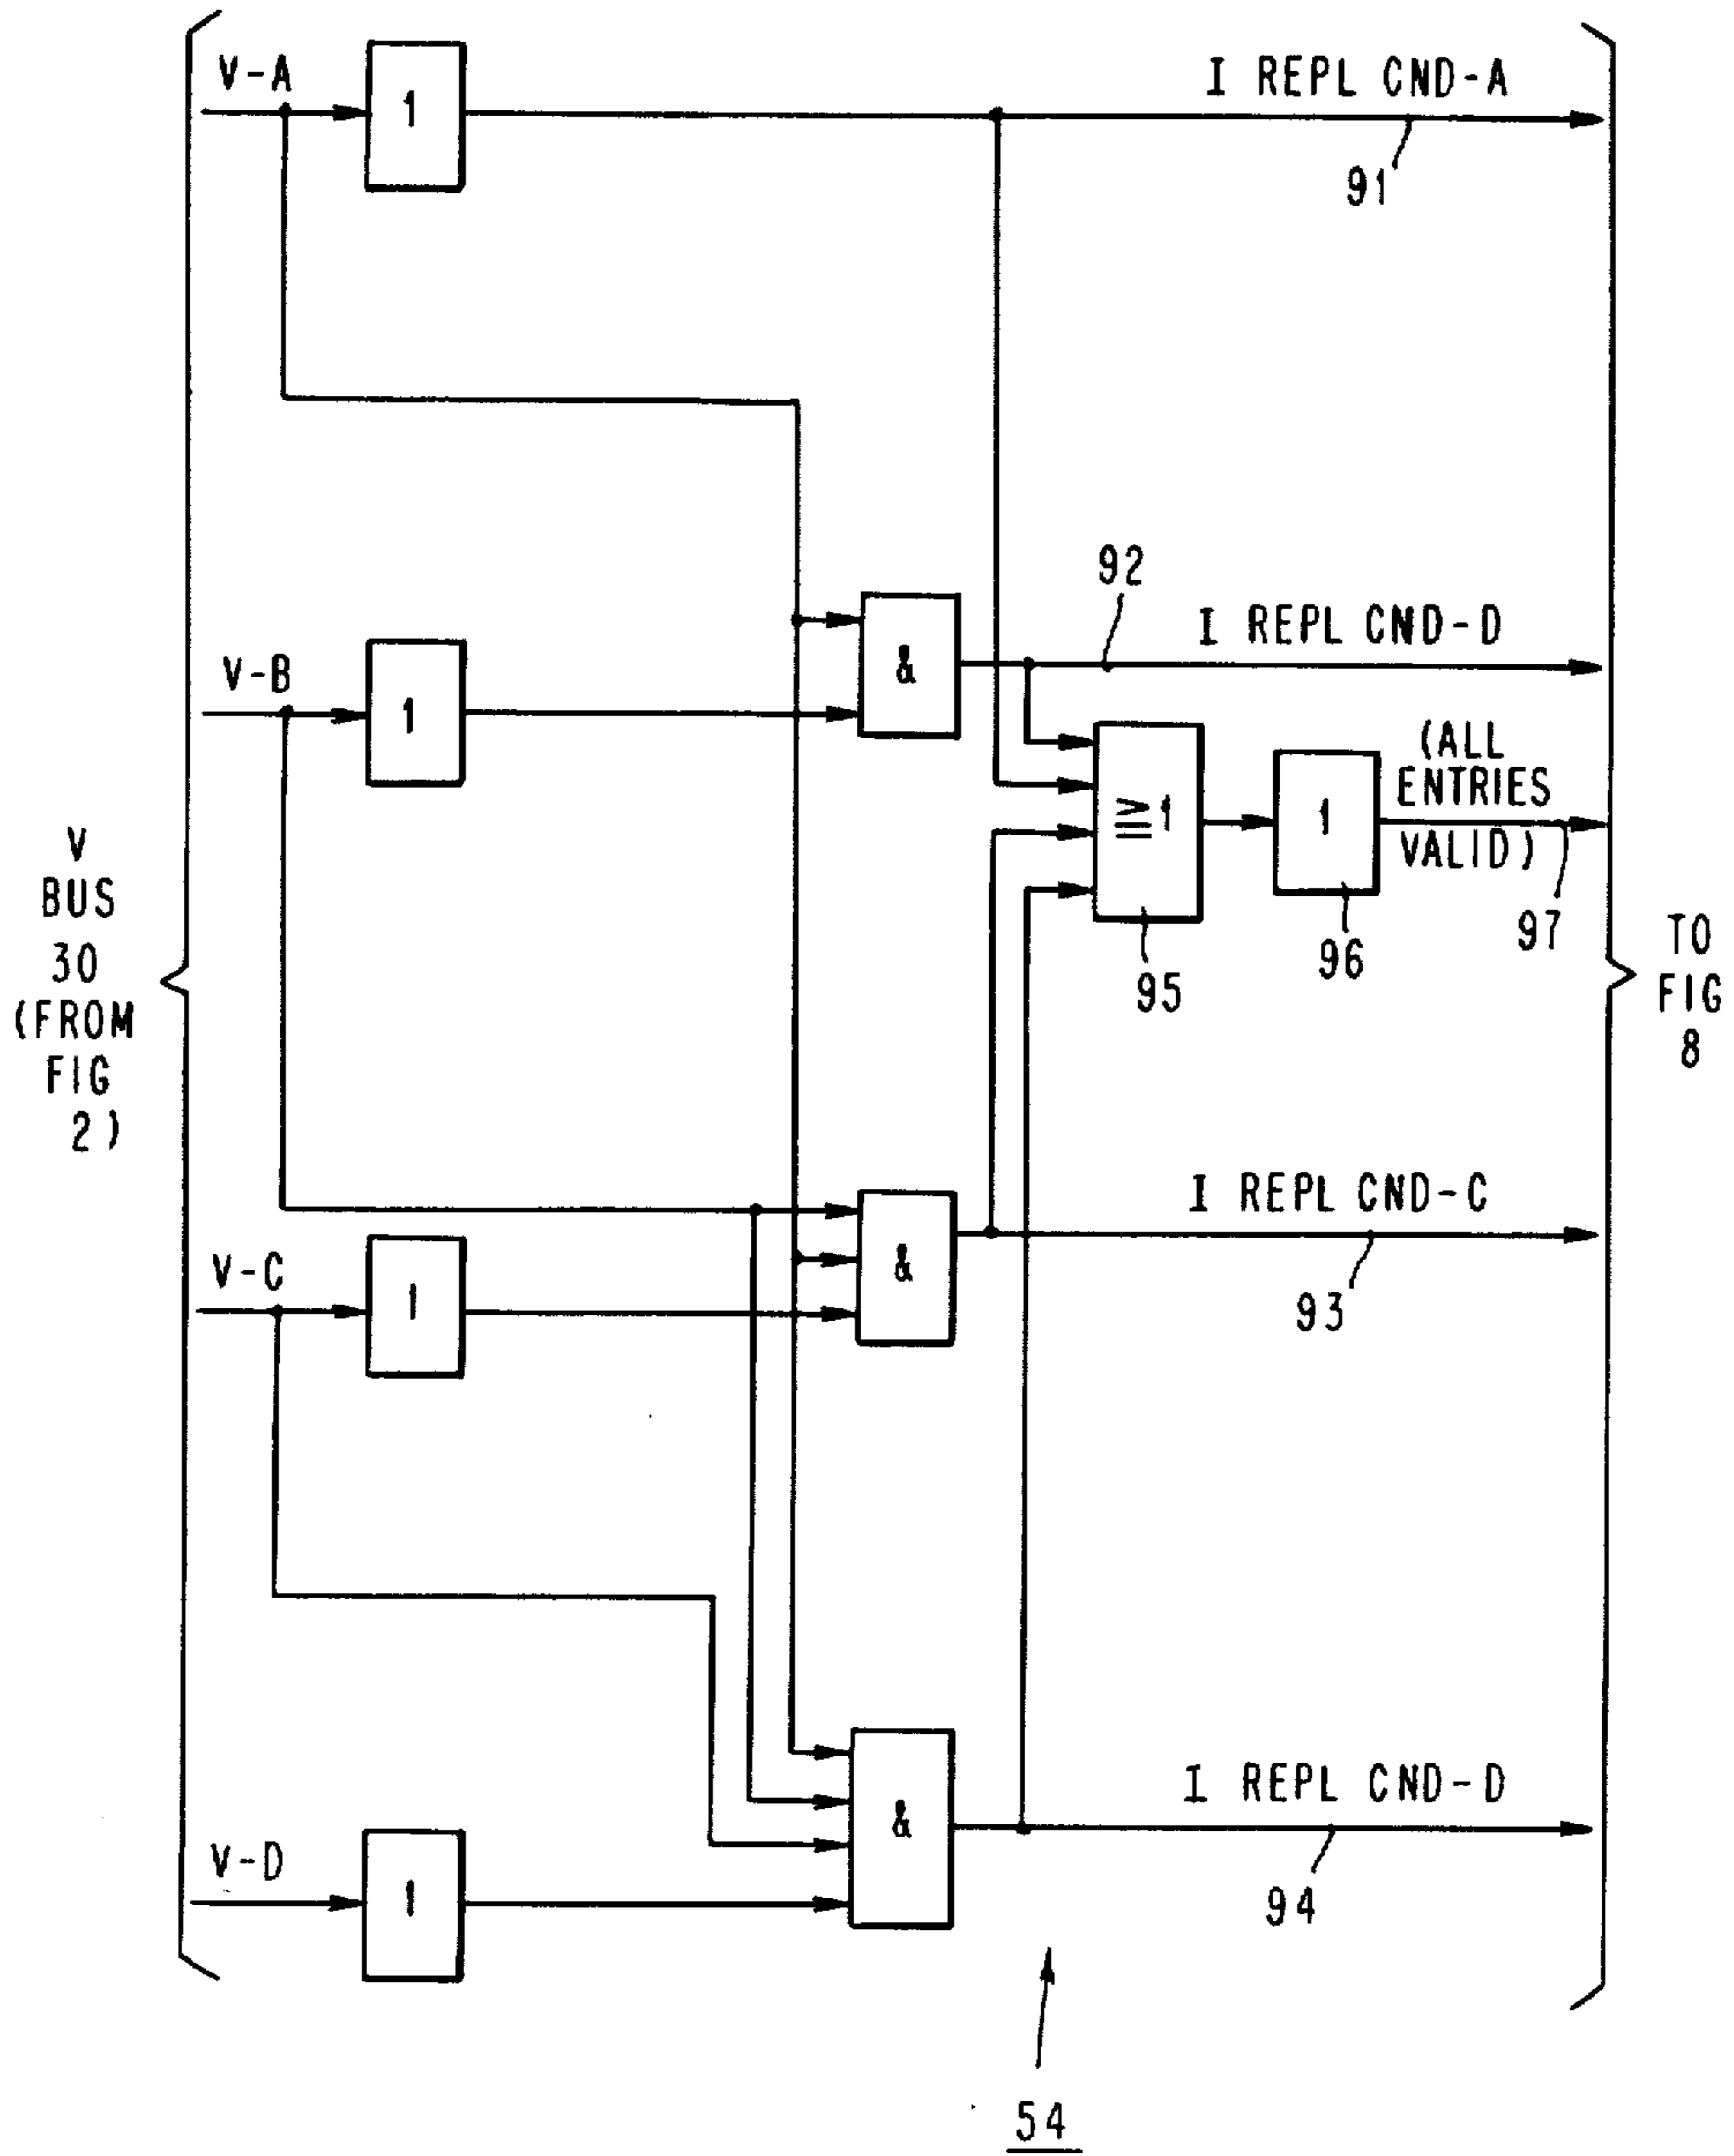 V-A
1
I REPL CND-A
91
92
I REPL CND-D
&
V-B
1
(ALL
ENTRIES
VALID)
≥1
1
97
96
95
V
BUS
30
(FROM
FIG
2)
TO
FIG
8
I REPL CND-C
&
V-C
1
93
I REPL CND-D
&
V-D
1
94
54